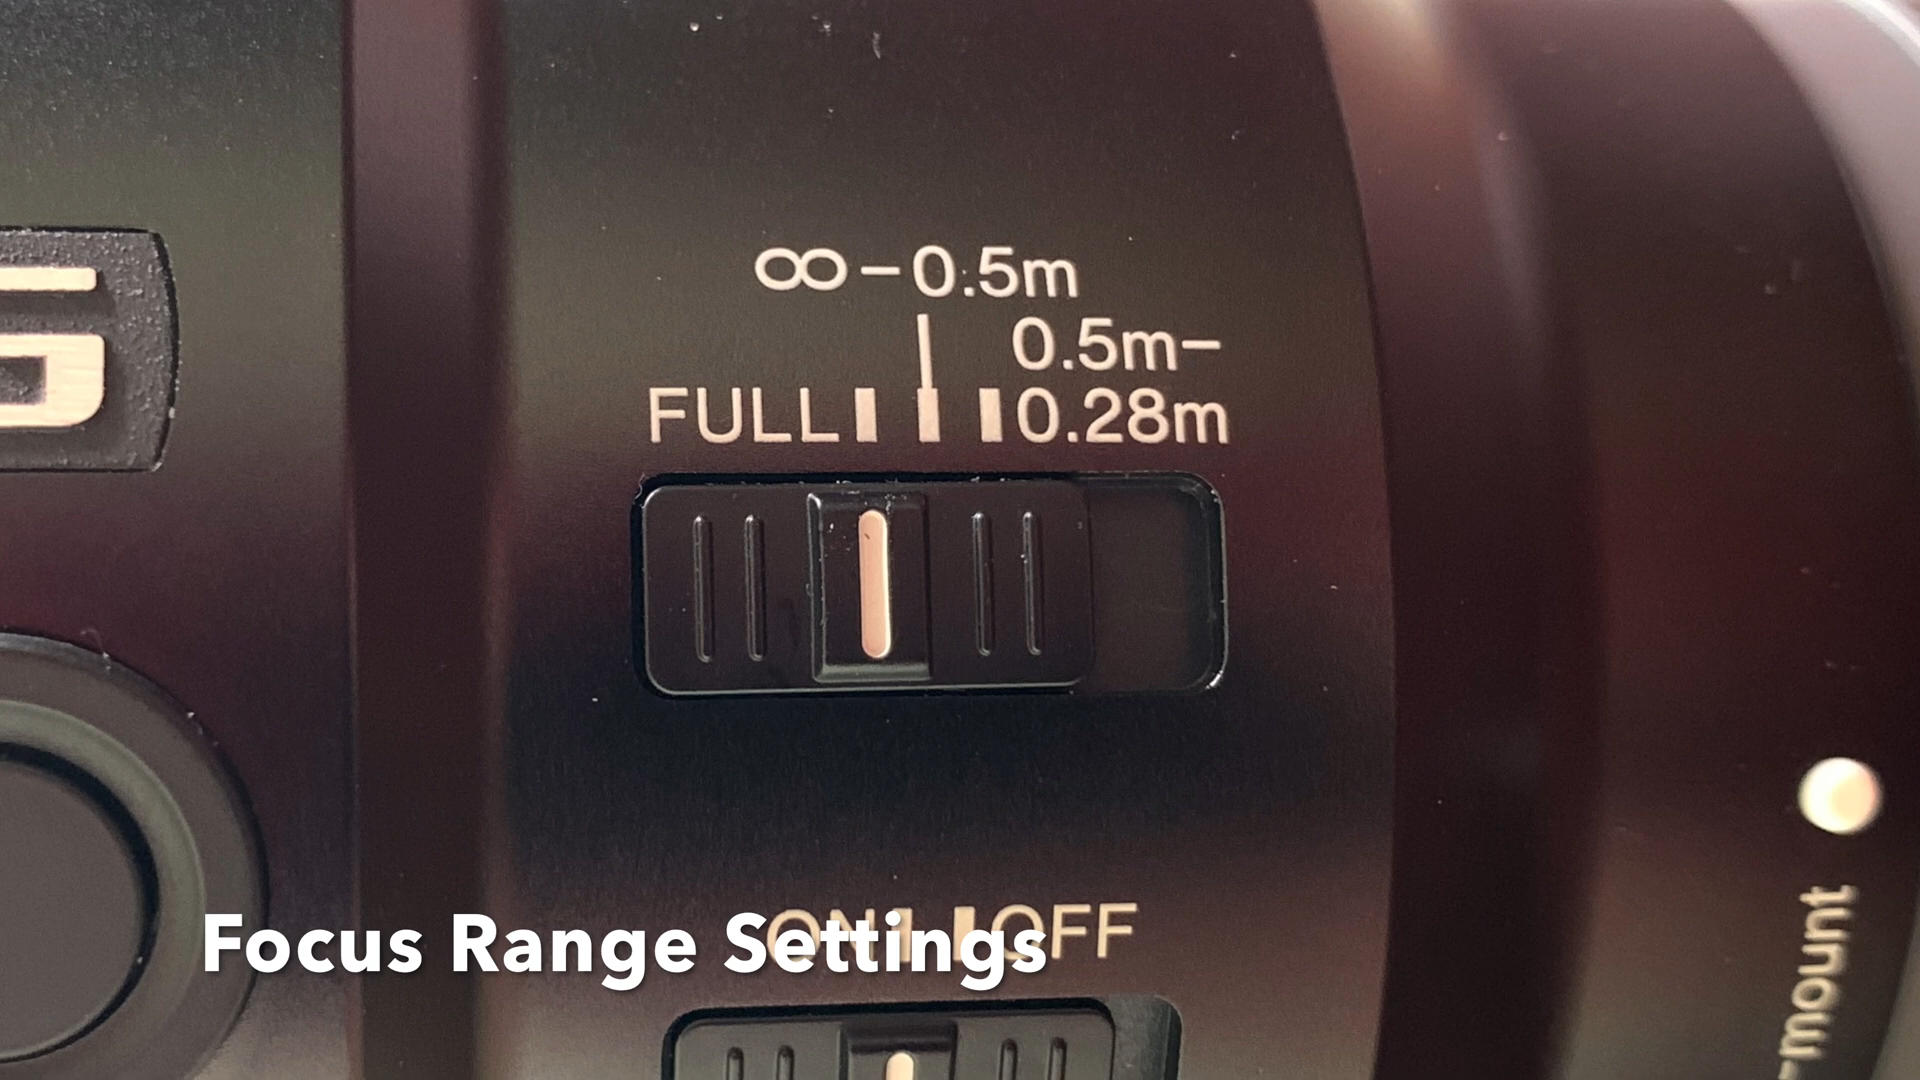 ∞–0.5m
0.5m–
FULL 0.28m
ON OFF
Focus Range Settings
mount
G